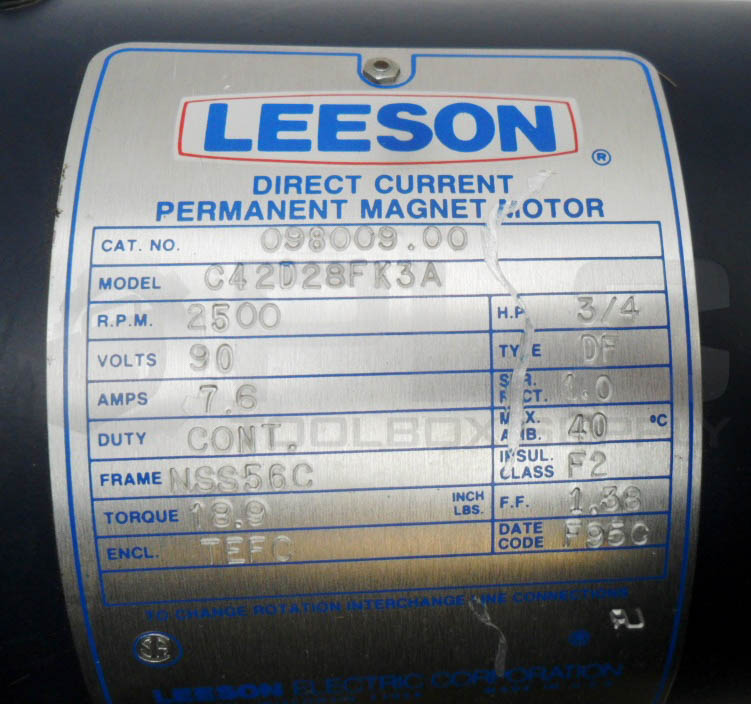 LEESON ®
DIRECT CURRENT
PERMANENT MAGNET MOTOR
CAT. NO. 098009.00
MODEL C42D28FK3A
R.P.M. 2500 H.P. 3/4
VOLTS 90 TYPE DF
AMPS 7.6 SER. FACT. 1.0
DUTY CONT. MAX. AMB. 40 °C
FRAME NSS56C INSUL. CLASS F2
TORQUE 18.9 INCH LBS. F.F. 1.38
ENCL. TEFC DATE CODE F95C
TO CHANGE ROTATION INTERCHANGE LINE CONNECTIONS
SA
LEESON ELECTRIC CORPORATION
TOOLBOX SUPPLY